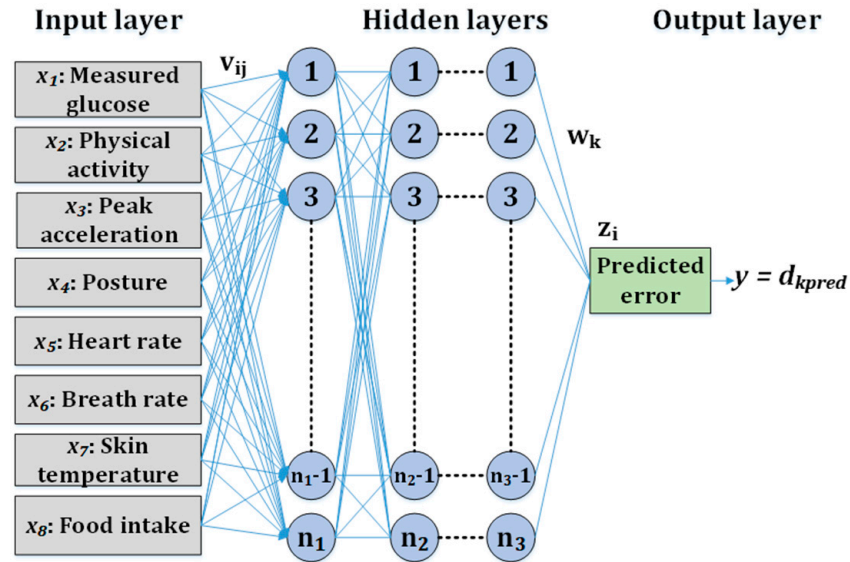 Input layer
Hidden layers
Output layer
x₁: Measured
glucose
x₂: Physical
activity
x₃: Peak
acceleration
x₄: Posture
x₅: Heart rate
x₆: Breath rate
x₇: Skin
temperature
x₈: Food intake
vᵢⱼ
1
2
3
n₁-1
n₁
1
2
3
n₂-1
n₂
1
2
3
n₃-1
n₃
wₖ
zᵢ
Predicted
error
y = d_kpred